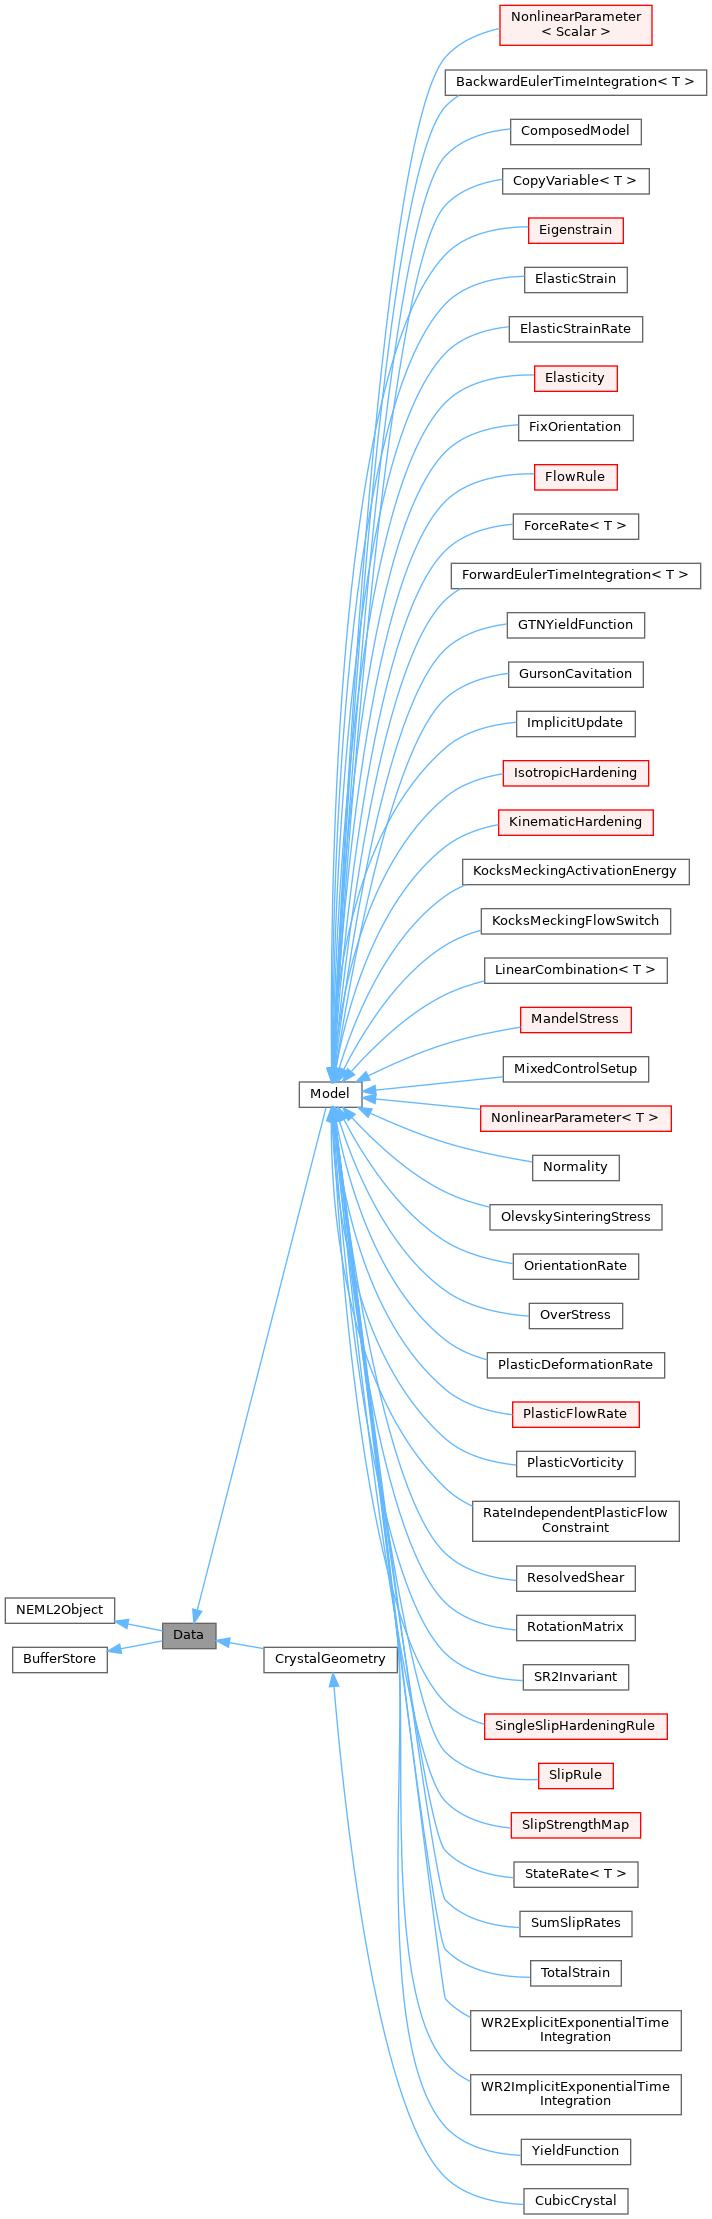 NonlinearParameter
< Scalar >
BackwardEulerTimeIntegration< T >
ComposedModel
CopyVariable< T >
Eigenstrain
ElasticStrain
ElasticStrainRate
Elasticity
FixOrientation
FlowRule
ForceRate< T >
ForwardEulerTimeIntegration< T >
GTNYieldFunction
GursonCavitation
ImplicitUpdate
IsotropicHardening
KinematicHardening
KocksMeckingActivationEnergy
KocksMeckingFlowSwitch
LinearCombination< T >
MandelStress
MixedControlSetup
Model
NonlinearParameter< T >
Normality
OlevskySinteringStress
OrientationRate
OverStress
PlasticDeformationRate
PlasticFlowRate
PlasticVorticity
RateIndependentPlasticFlow
Constraint
ResolvedShear
NEML2Object
RotationMatrix
Data
BufferStore
CrystalGeometry
SR2Invariant
SingleSlipHardeningRule
SlipRule
SlipStrengthMap
StateRate< T >
SumSlipRates
TotalStrain
WR2ExplicitExponentialTime
Integration
WR2ImplicitExponentialTime
Integration
YieldFunction
CubicCrystal